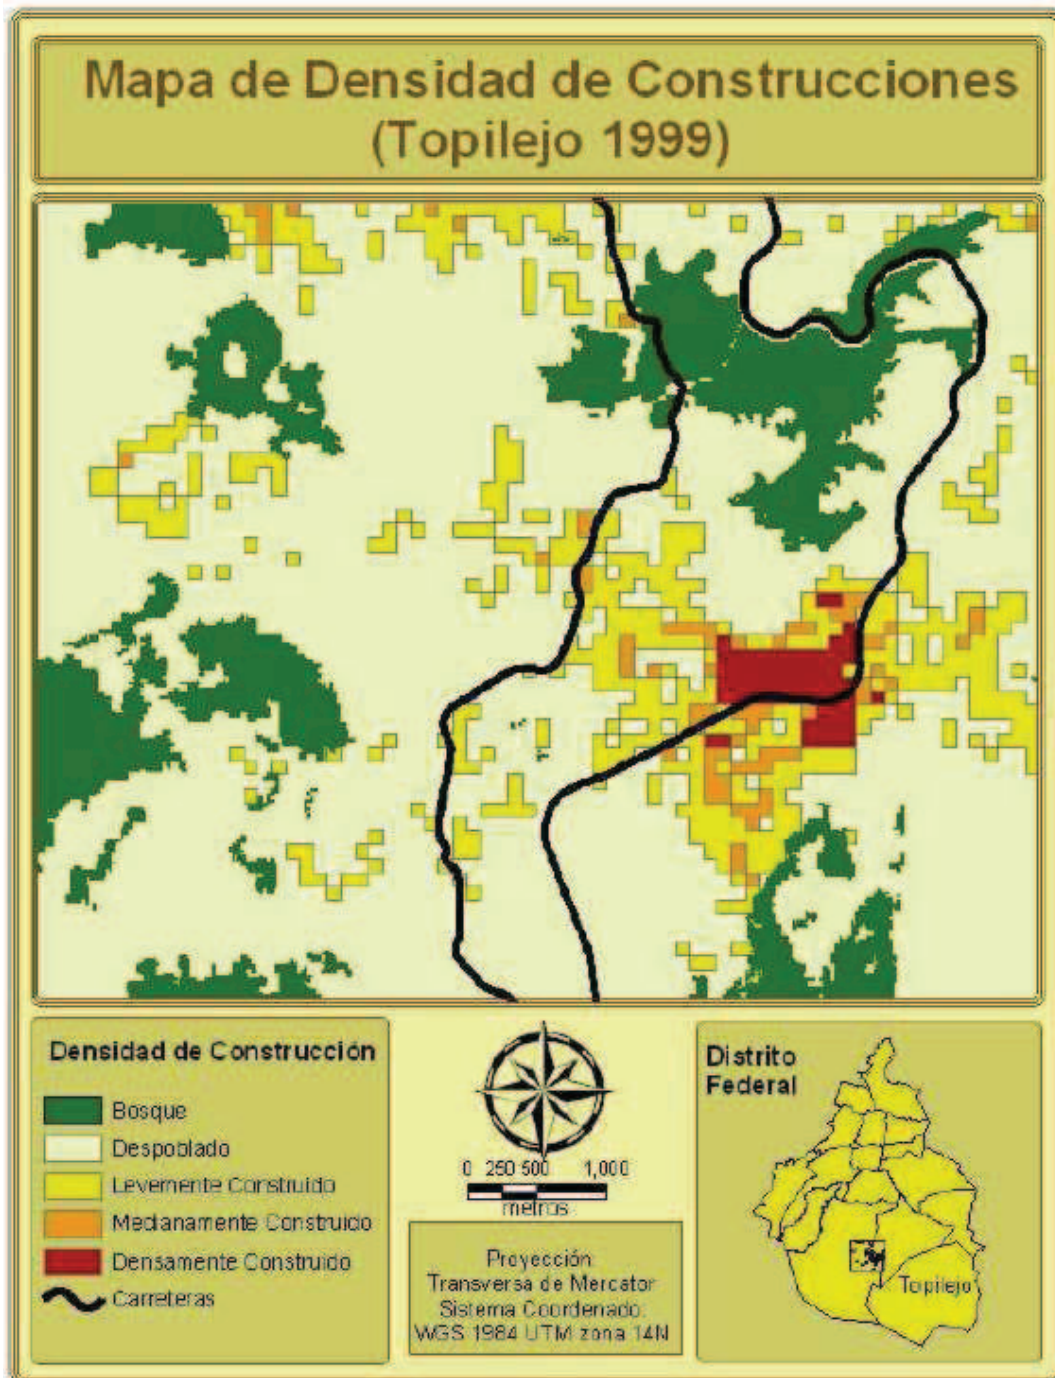 Mapa de Densidad de Construcciones
(Topilejo 1999)
Densidad de Construcción
Bosque
Despoblado
Levemente Construido
Medianamente Construido
Densamente Construido
Carreteras
0 250 500 1,000
metros
Proyección
Transversa de Mercator
Sistema Coordenado:
WGS 1984 UTM zona 14N
Distrito
Federal
Topilejo